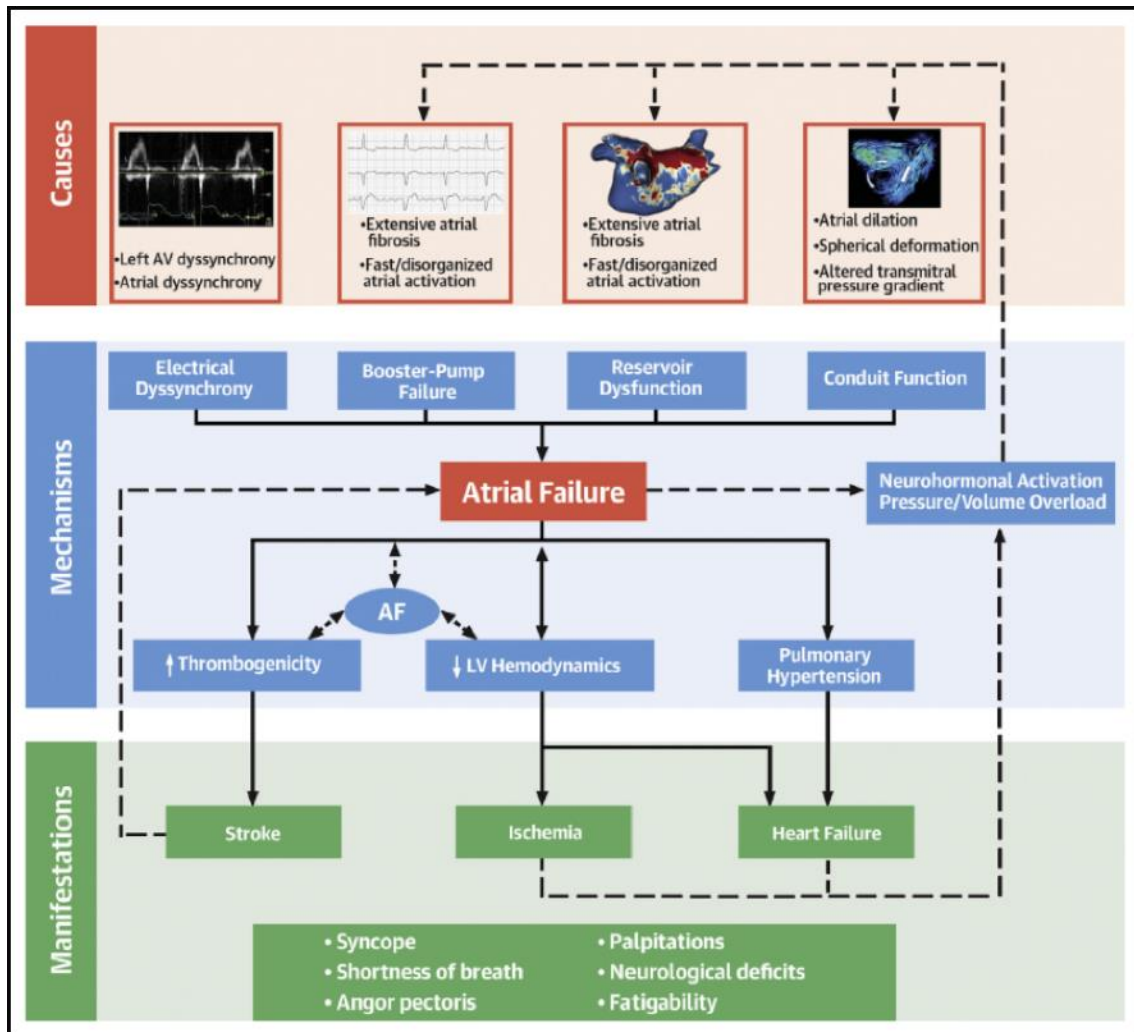 Causes
•Left AV dyssynchrony
•Atrial dyssynchrony
•Extensive atrial
fibrosis
•Fast/disorganized
atrial activation
•Extensive atrial
fibrosis
•Fast/disorganized
atrial activation
•Atrial dilation
•Spherical deformation
•Altered transmitral
pressure gradient
Mechanisms
Electrical
Dyssynchrony
Booster-Pump
Failure
Reservoir
Dysfunction
Conduit Function
Atrial Failure
Neurohormonal Activation
Pressure/Volume Overload
AF
↑ Thrombogenicity
↓ LV Hemodynamics
Pulmonary
Hypertension
Manifestations
Stroke
Ischemia
Heart Failure
• Syncope
• Shortness of breath
• Angor pectoris
• Palpitations
• Neurological deficits
• Fatigability